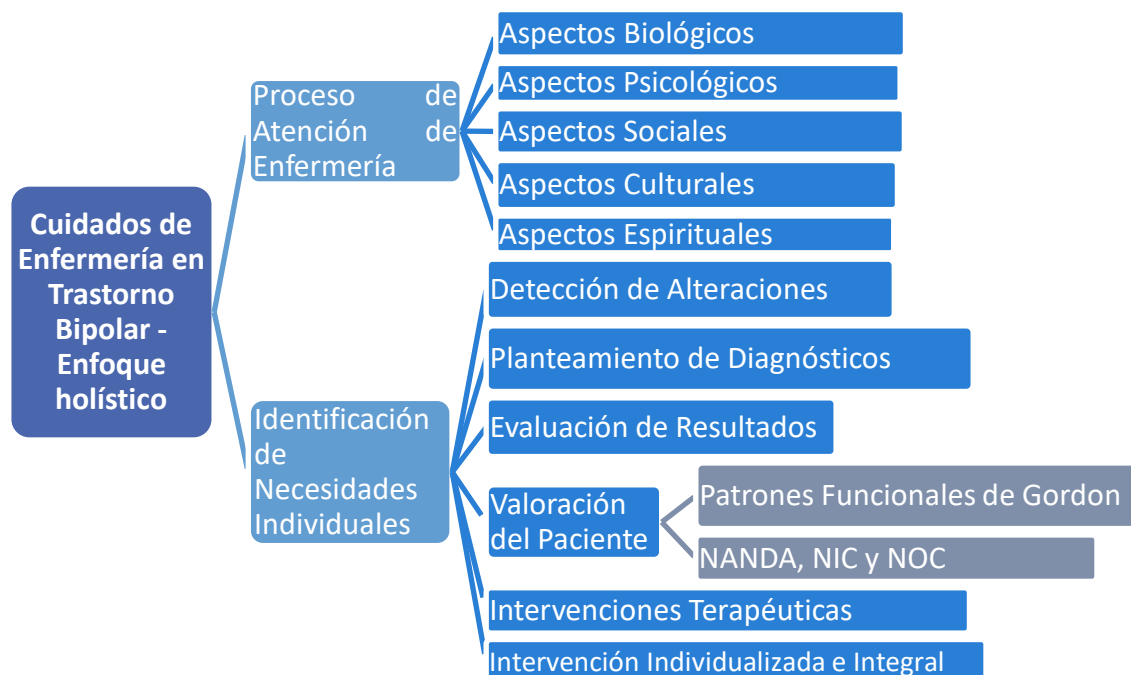 Cuidados de
Enfermería en
Trastorno
Bipolar -
Enfoque
holístico
Proceso de
Atención de
Enfermería
Aspectos Biológicos
Aspectos Psicológicos
Aspectos Sociales
Aspectos Culturales
Aspectos Espirituales
Identificación
de
Necesidades
Individuales
Detección de Alteraciones
Planteamiento de Diagnósticos
Evaluación de Resultados
Valoración
del Paciente
Patrones Funcionales de Gordon
NANDA, NIC y NOC
Intervenciones Terapéuticas
Intervención Individualizada e Integral